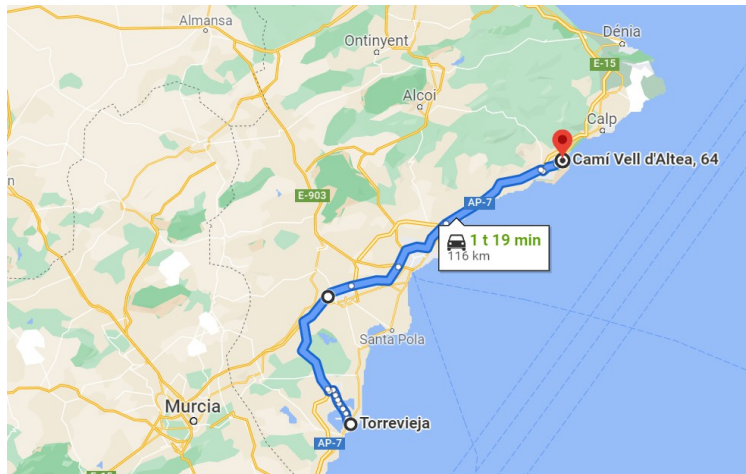 Almansa
Dénia
Ontinyent
E-15
Alcoi
Calp
Camí Vell d'Altea, 64
E-903
AP-7
1 t 19 min
116 km
Santa Pola
Murcia
Torrevieja
AP-7